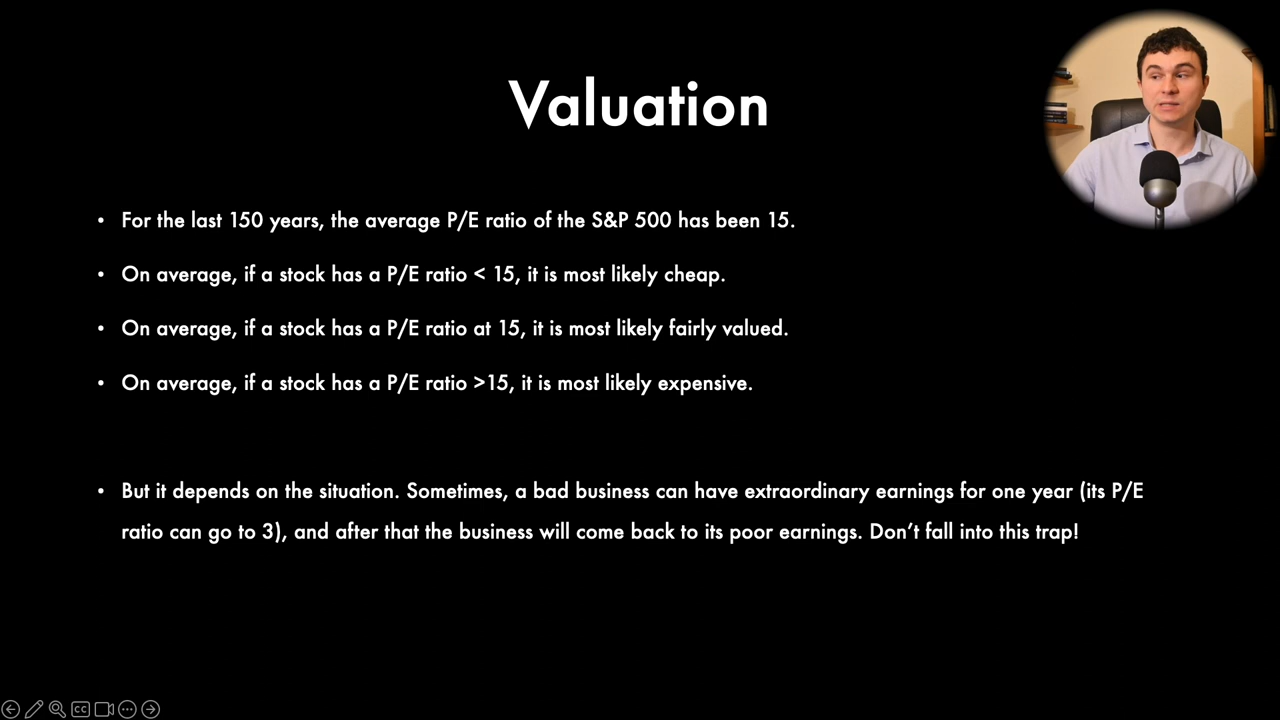 Valuation
• For the last 150 years, the average P/E ratio of the S&P 500 has been 15.
• On average, if a stock has a P/E ratio < 15, it is most likely cheap.
• On average, if a stock has a P/E ratio at 15, it is most likely fairly valued.
• On average, if a stock has a P/E ratio >15, it is most likely expensive.
• But it depends on the situation. Sometimes, a bad business can have extraordinary earnings for one year (its P/E
ratio can go to 3), and after that the business will come back to its poor earnings. Don’t fall into this trap!
CC